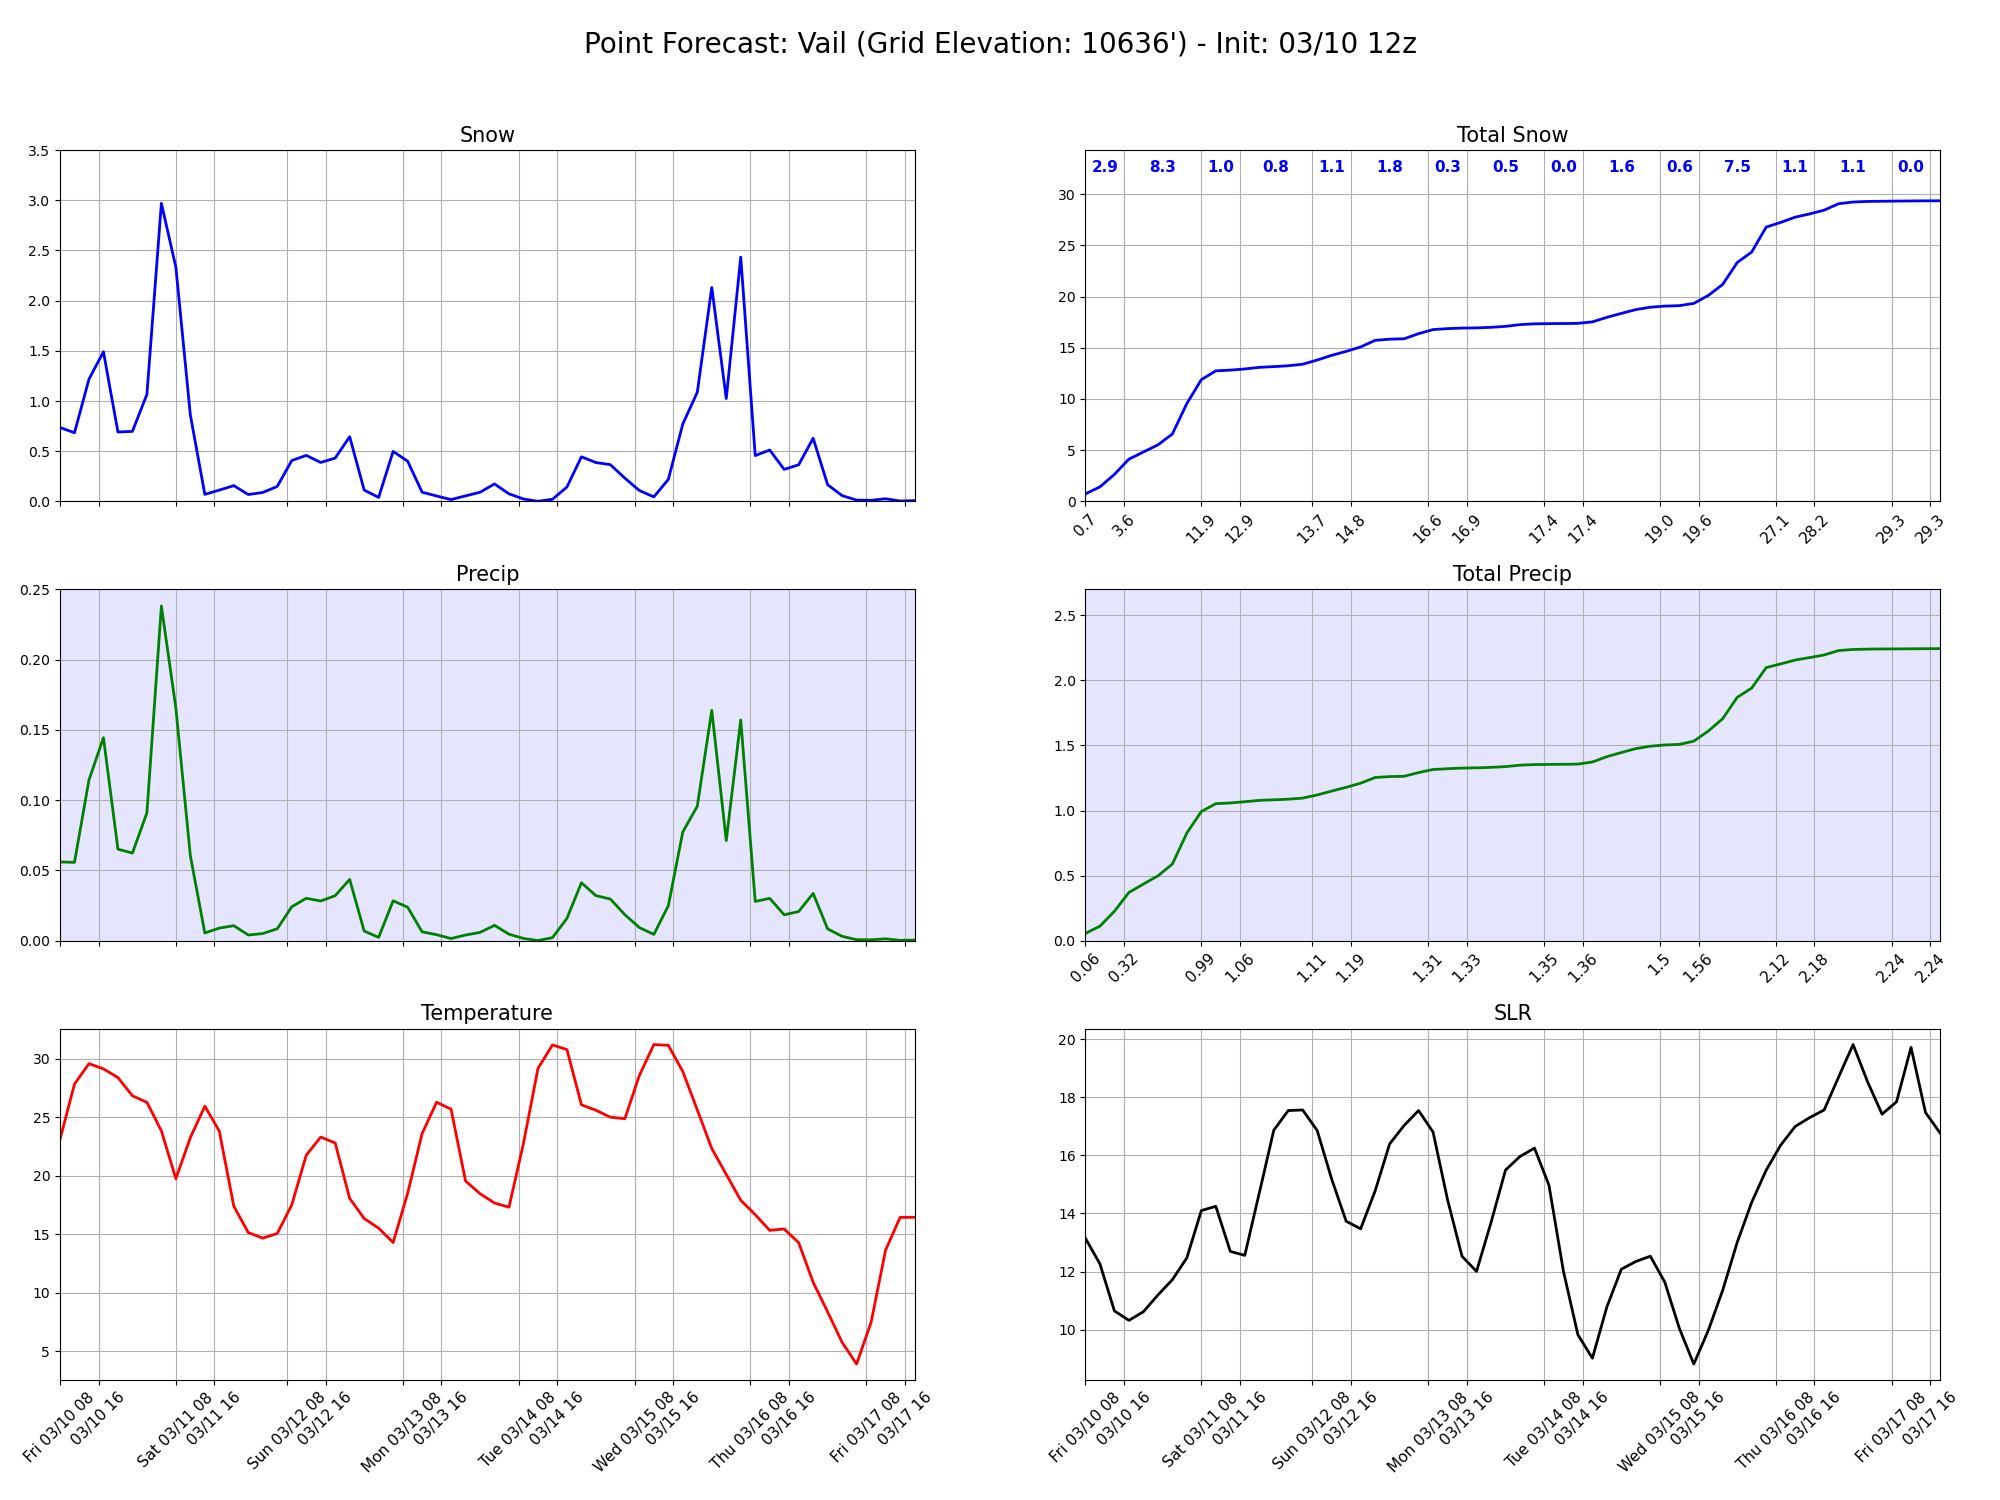 Point Forecast: Vail (Grid Elevation: 10636') - Init: 03/10 12z
Snow
3.5
3.0
2.5
2.0
1.5
1.0
0.5
0.0
Total Snow
2.9 8.3 1.0 0.8 1.1 1.8 0.3 0.5 0.0 1.6 0.6 7.5 1.1 1.1 0.0
30
25
20
15
10
5
0
0.7 3.6 11.9 12.9 13.7 14.8 16.6 16.9 17.4 17.4 19.0 19.6 27.1 28.2 29.3 29.3
Precip
0.25
0.20
0.15
0.10
0.05
0.00
Total Precip
2.5
2.0
1.5
1.0
0.5
0.0
0.06 0.32 0.99 1.06 1.11 1.19 1.31 1.33 1.35 1.36 1.5 1.56 2.12 2.18 2.24 2.24
Temperature
30
25
20
15
10
5
Fri 03/10 08
03/10 16
Sat 03/11 08
03/11 16
Sun 03/12 08
03/12 16
Mon 03/13 08
03/13 16
Tue 03/14 08
03/14 16
Wed 03/15 08
03/15 16
Thu 03/16 08
03/16 16
Fri 03/17 08
03/17 16
SLR
20
18
16
14
12
10
Fri 03/10 08
03/10 16
Sat 03/11 08
03/11 16
Sun 03/12 08
03/12 16
Mon 03/13 08
03/13 16
Tue 03/14 08
03/14 16
Wed 03/15 08
03/15 16
Thu 03/16 08
03/16 16
Fri 03/17 08
03/17 16